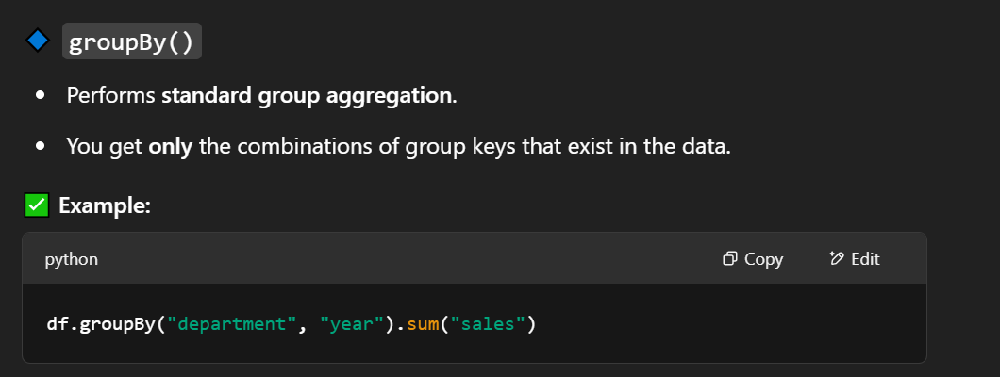 groupBy()
Performs standard group aggregation.
You get only the combinations of group keys that exist in the data.
Example:
python
Copy
Edit
df.groupBy("department", "year").sum("sales")